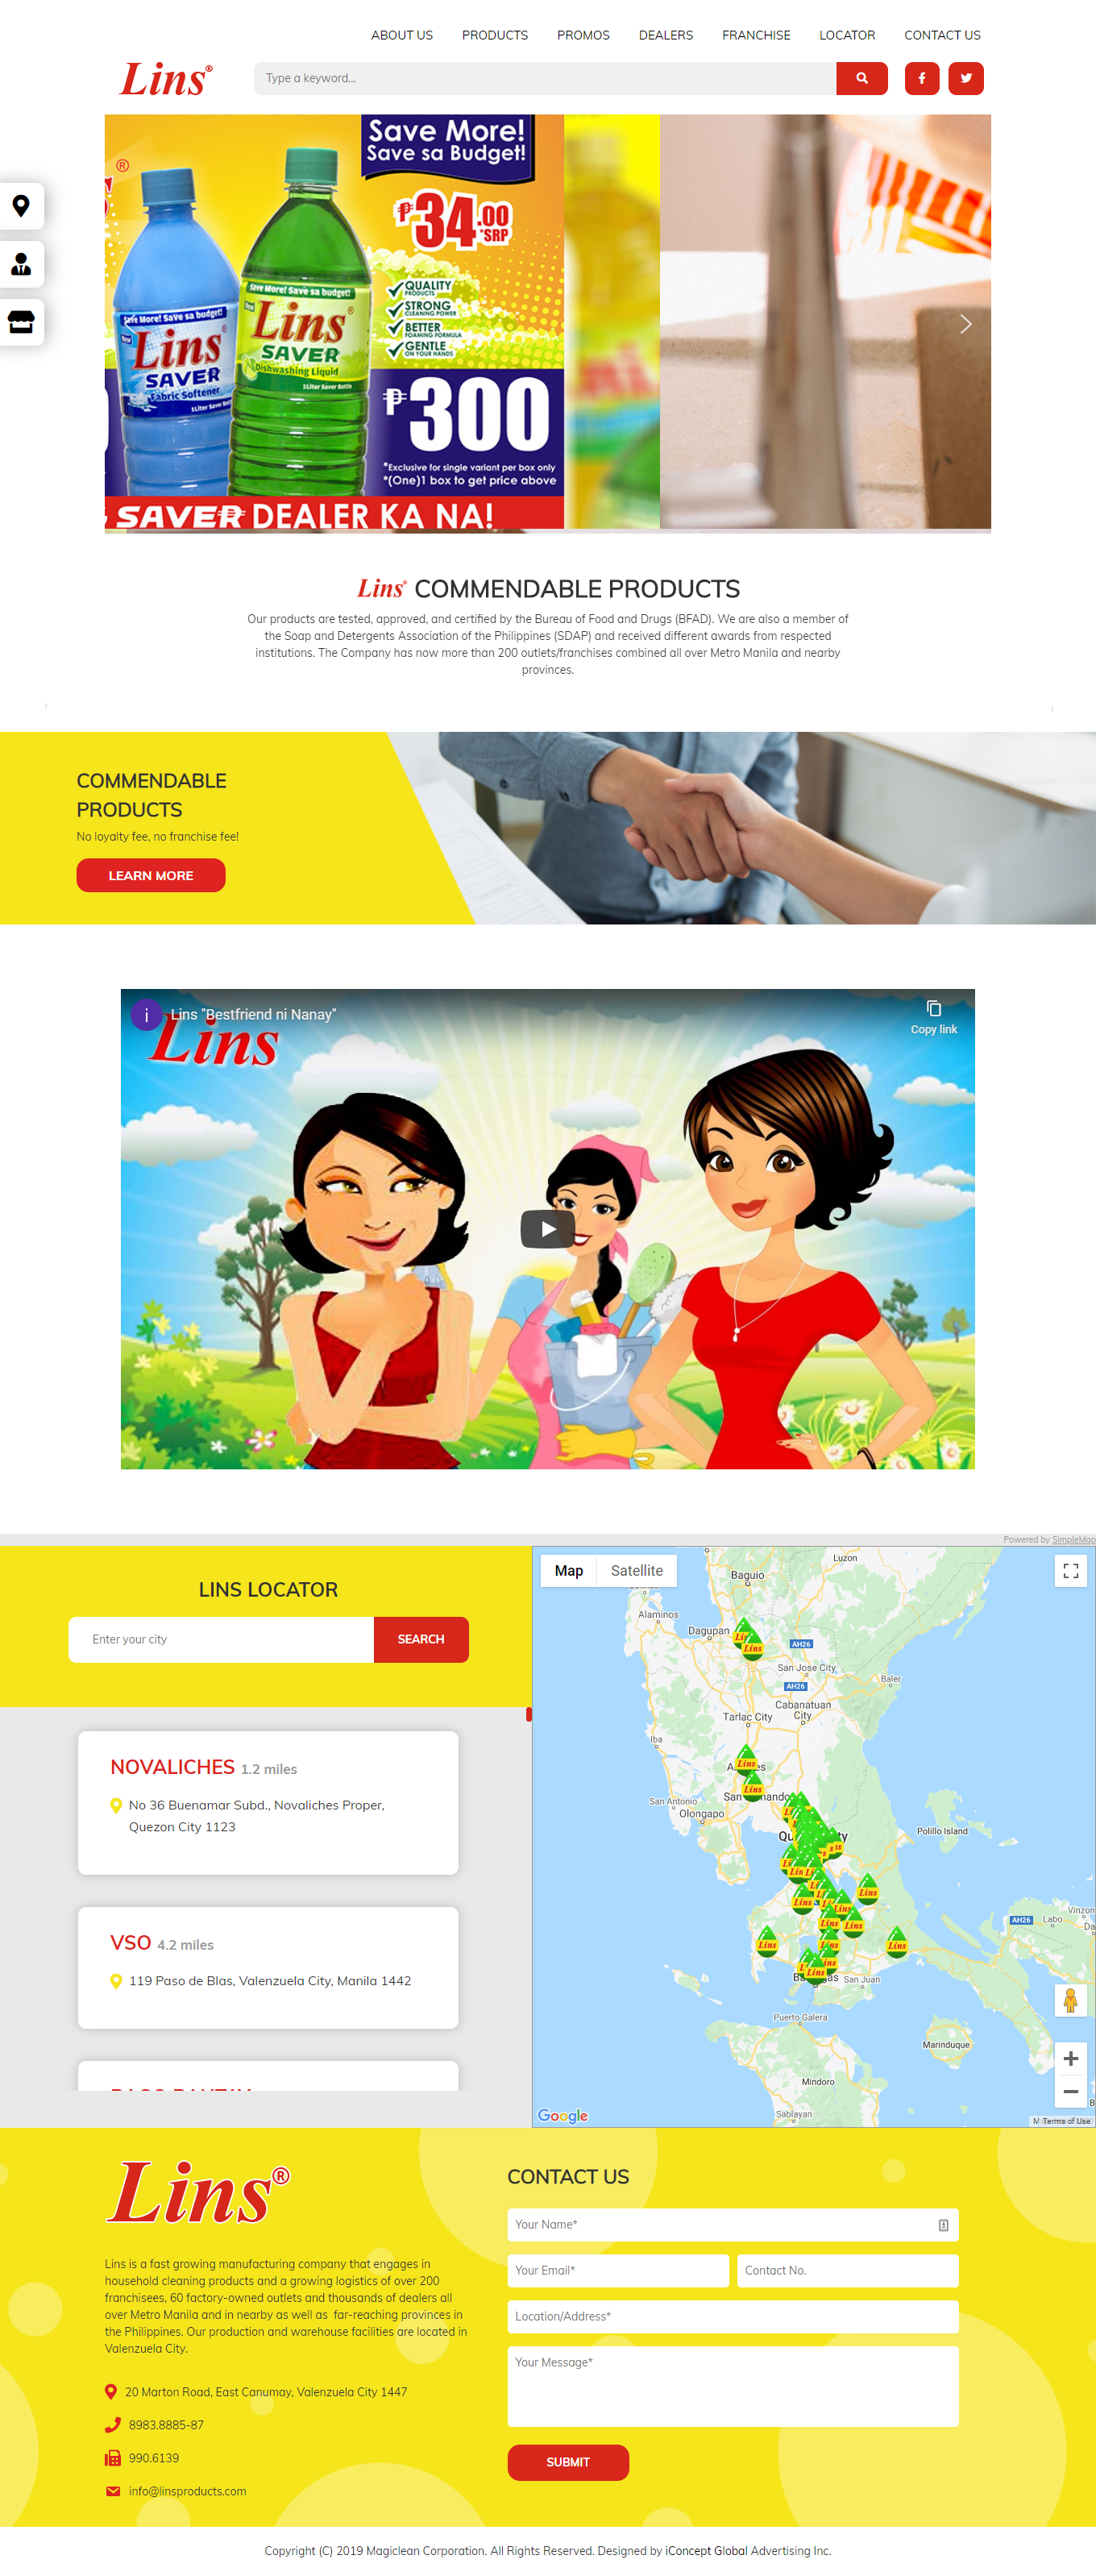 ABOUT US PRODUCTS PROMOS DEALERS FRANCHISE LOCATOR CONTACT US
Lins®
Type a keyword...
®
Save More!
Save sa Budget!
₱34.00
SRP
QUALITY
PRODUCTS
STRONG
CLEANING POWER
BETTER
FOAMING FORMULA
GENTLE
ON YOUR HANDS
Save More! Save sa budget!
Lins
SAVER
Fabric Softener
1Liter Saver Bottle
Save More! Save sa budget!
Lins
SAVER
Dishwashing Liquid
1Liter Saver Bottle
₱300
*Exclusive for single variant per box only
*(One)1 box to get price above
SAVER DEALER KA NA!
Lins® COMMENDABLE PRODUCTS
Our products are tested, approved, and certified by the Bureau of Food and Drugs (BFAD). We are also a member of
the Soap and Detergents Association of the Philippines (SDAP) and received different awards from respected
institutions. The Company has now more than 200 outlets/franchises combined all over Metro Manila and nearby
provinces.
COMMENDABLE
PRODUCTS
No loyalty fee, no franchise fee!
LEARN MORE
i
Lins "Bestfriend ni Nanay"
Copy link
Lins
Powered by SimpleMap
LINS LOCATOR
Enter your city
SEARCH
NOVALICHES 1.2 miles
No 36 Buenamar Subd., Novaliches Proper,
Quezon City 1123
VSO 4.2 miles
119 Paso de Blas, Valenzuela City, Manila 1442
Map Satellite
Luzon
Baguio
Alaminos
Dagupan
AH26
San Jose City
Baler
AH26
Cabanatuan
City
Tarlac City
Iba
San Antonio
Olongapo
Polillo Island
AH26
Labo
San Juan
Puerto Galera
Marinduque
Mindoro
Sablayan
Google
Terms of Use
Lins®
Lins is a fast growing manufacturing company that engages in
household cleaning products and a growing logistics of over 200
franchisees, 60 factory-owned outlets and thousands of dealers all
over Metro Manila and in nearby as well as far-reaching provinces in
the Philippines. Our production and warehouse facilities are located in
Valenzuela City.
20 Marton Road, East Canumay, Valenzuela City 1447
8983.8885-87
990.6139
info@linsproducts.com
CONTACT US
Your Name*
Your Email*
Contact No.
Location/Address*
Your Message*
SUBMIT
Copyright (C) 2019 Magiclean Corporation. All Rights Reserved. Designed by iConcept Global Advertising Inc.